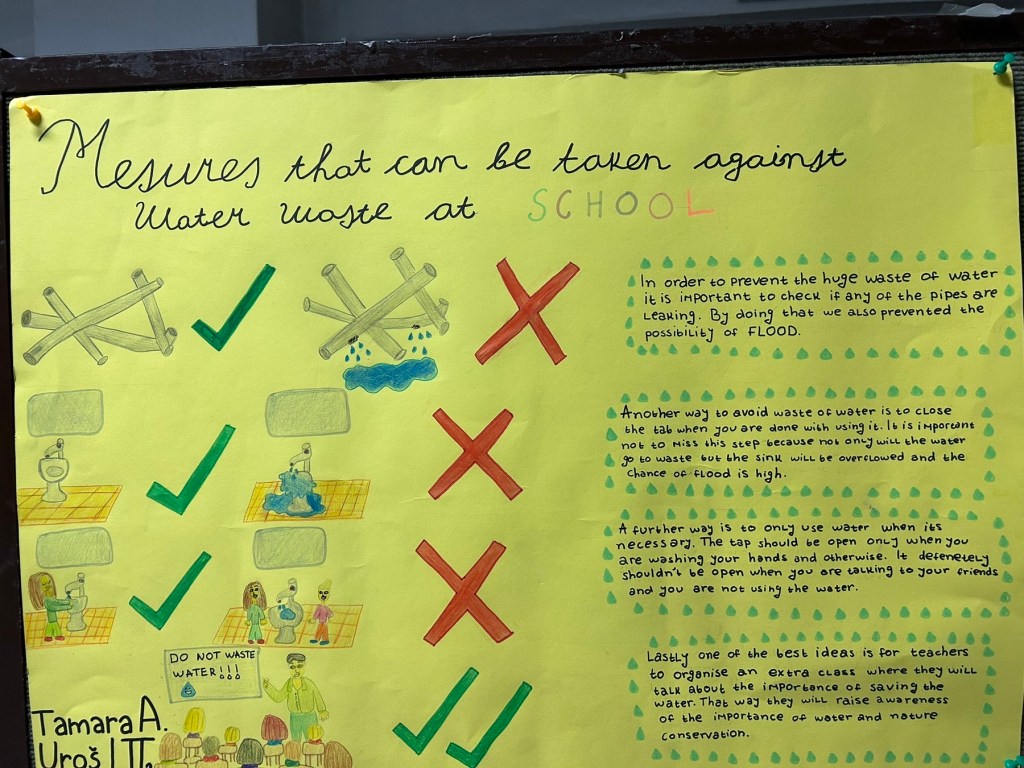 Mesures that can be taken against
Water Waste at SCHOOL
In order to prevent the huge waste of water
it is important to check if any of the pipes are
leaking. By doing that we also prevented the
possibility of FLOOD.
Another way to avoid waste of water is to close
the tab when you are done with using it. It is important
not to miss this step because not only will the water
go to waste but the sink will be overflowed and the
chance of flood is high.
A further way is to only use water when its
necessary. The tap should be open only when you
are washing your hands and otherwise. It defenetely
shouldn't be open when you are talking to your friends
and you are not using the water.
DO NOT WASTE
WATER!!!
Lastly one of the best ideas is for teachers
to organise an extra class where they will
talk about the importance of saving the
water. That way they will raise awareness
of the importance of water and nature
conservation.
Tamara A.
Uroš